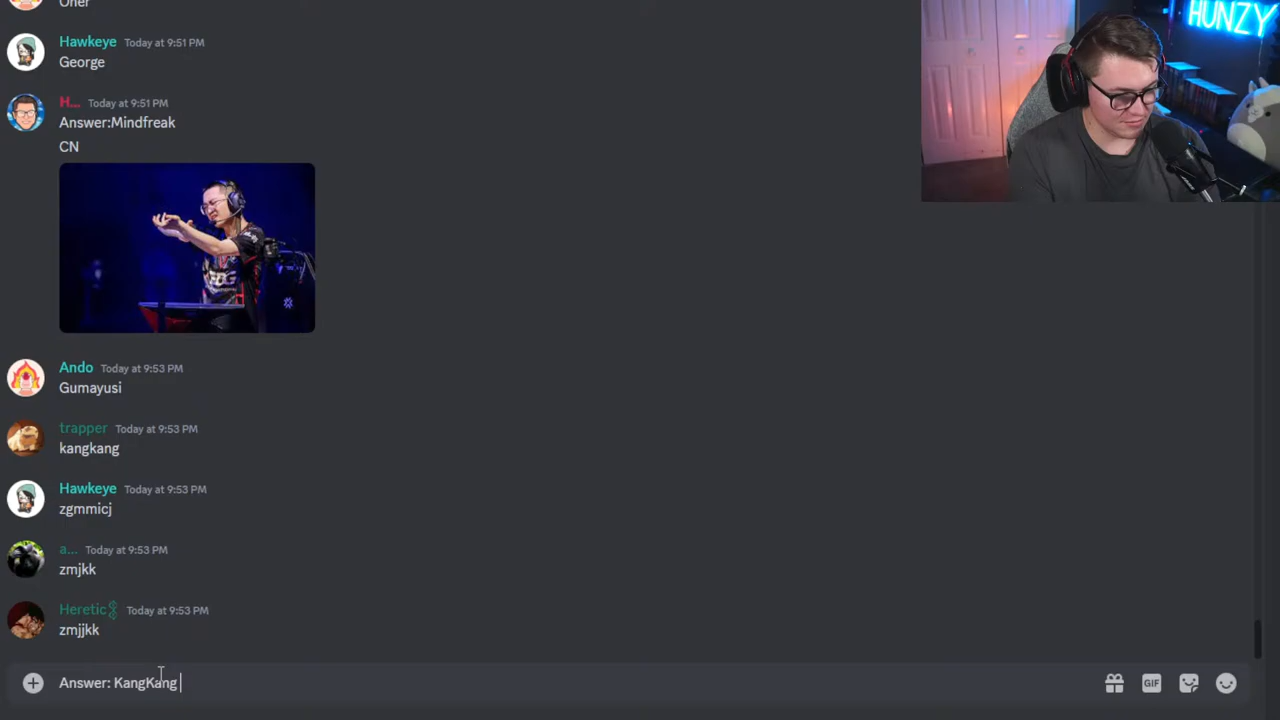 Oner
HUNZY
Hawkeye Today at 9:51 PM
George
H... Today at 9:51 PM
Answer:Mindfreak
CN
Ando Today at 9:53 PM
Gumayusi
trapper Today at 9:53 PM
kangkang
Hawkeye Today at 9:53 PM
zgmmicj
a... Today at 9:53 PM
zmjkk
Heretic Today at 9:53 PM
zmjjkk
Answer: KangKang
GIF